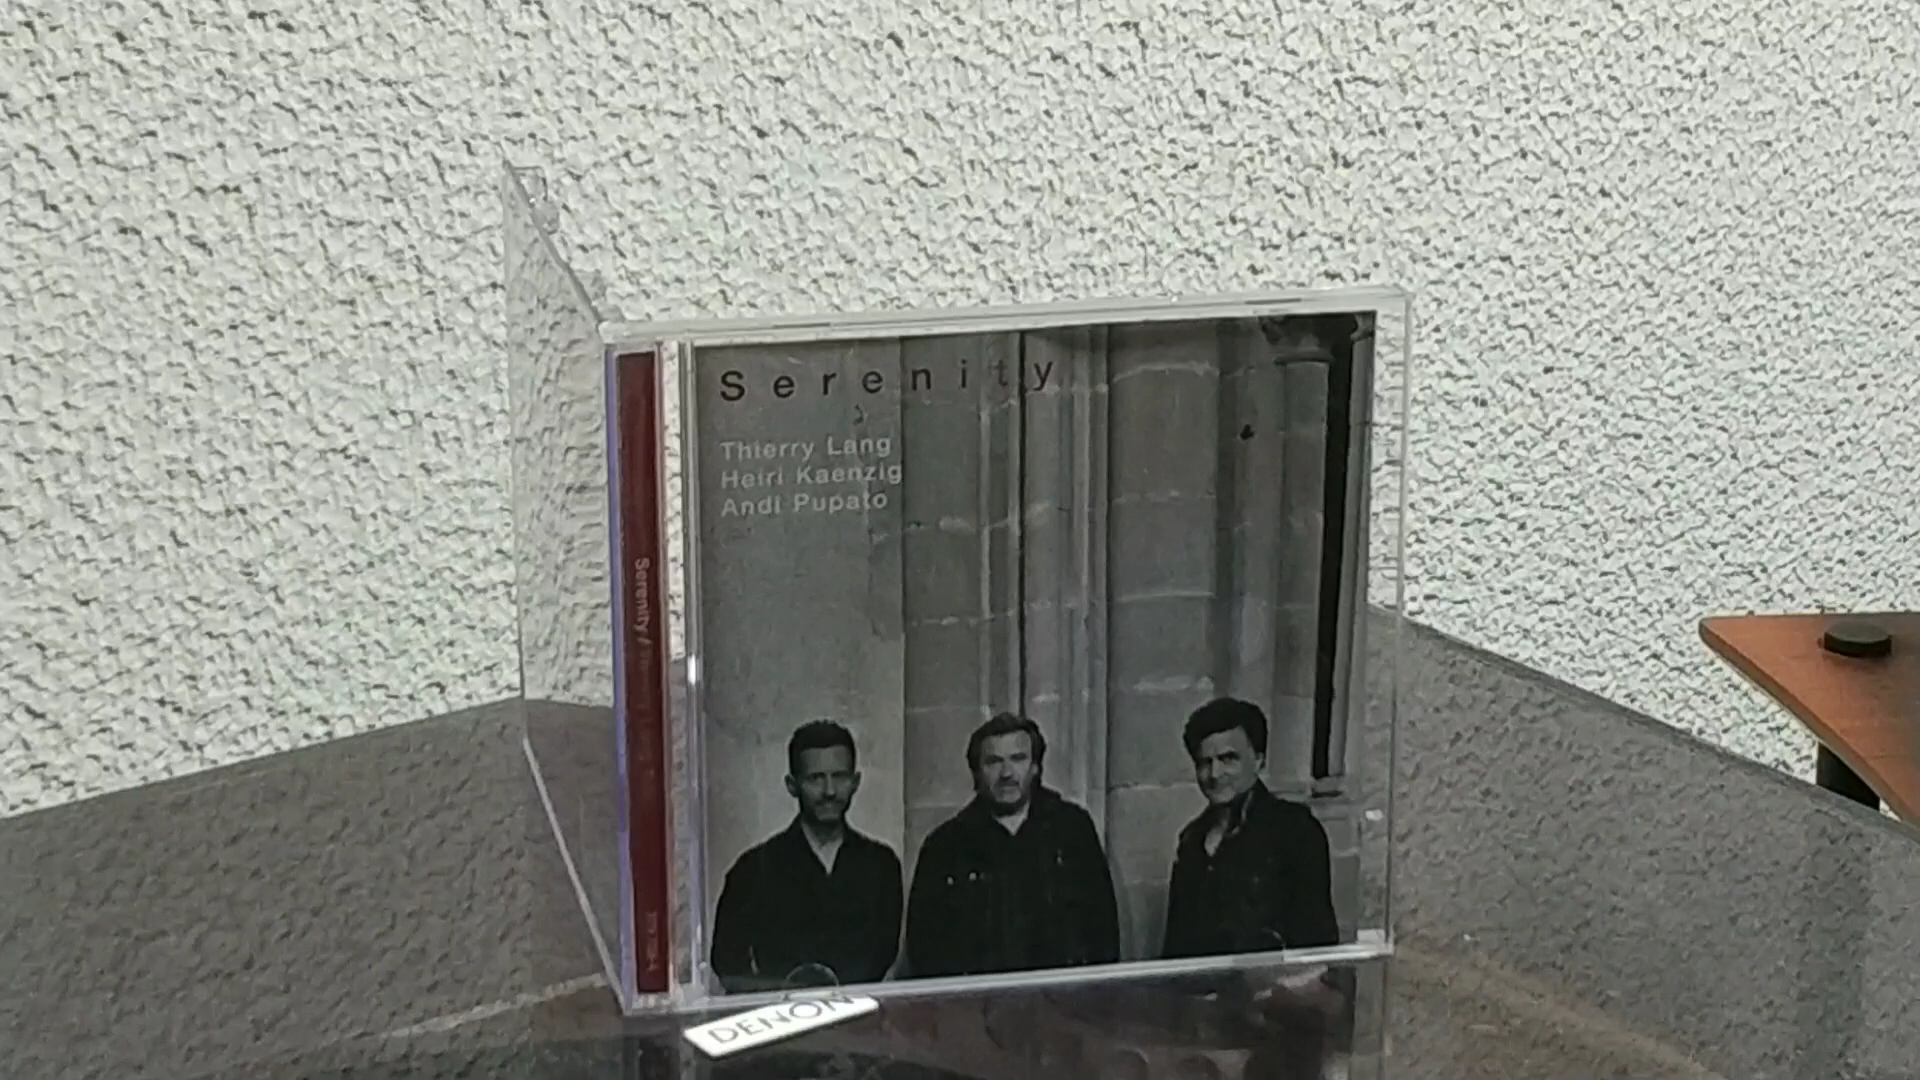 Serenity
Thierry Lang
Heiri Kaenzig
Andi Pupato
Serenity /
DENON